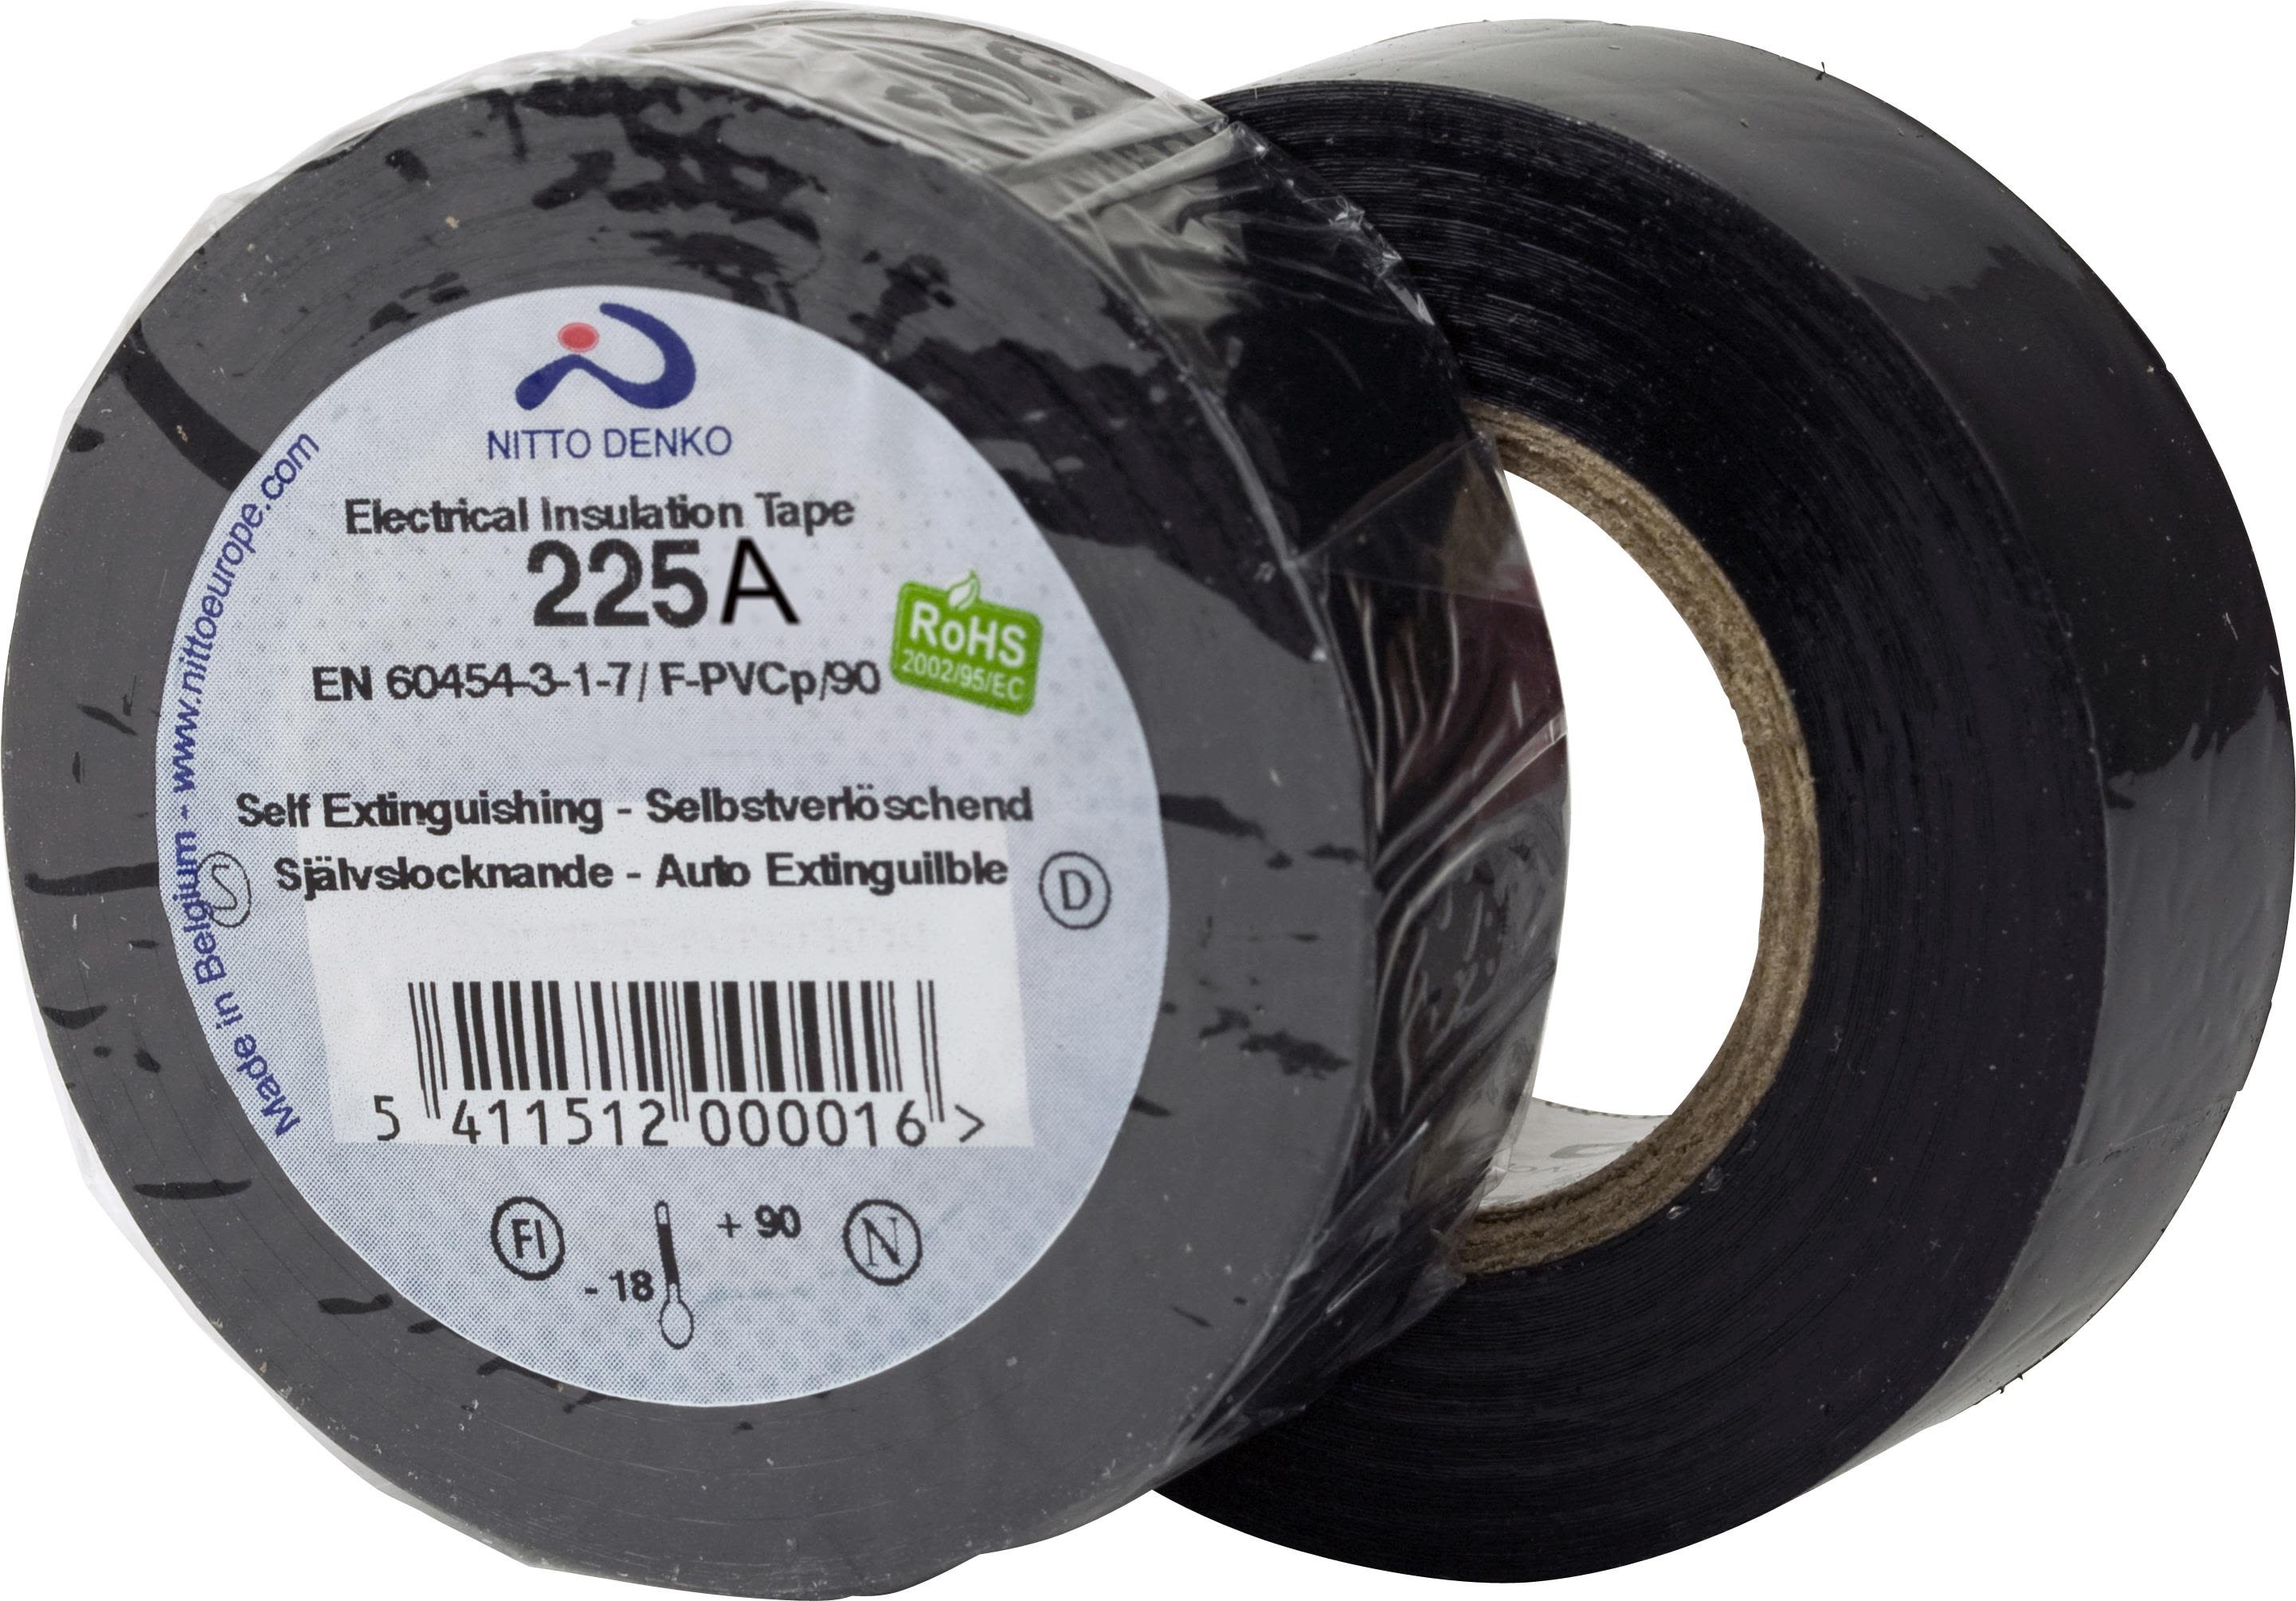 NITTO DENKO
Electrical Insulation Tape
225A
EN 60454-3-1-7/ F-PVCp/90
RoHS
2002/95/EC
Self Extinguishing - Selbstverlöschend
Självslocknande - Auto Extinguilble
S
D
Made in Belgium - www.nittoeurope.com
5 411512 000016 >
FI
- 18
+ 90
N